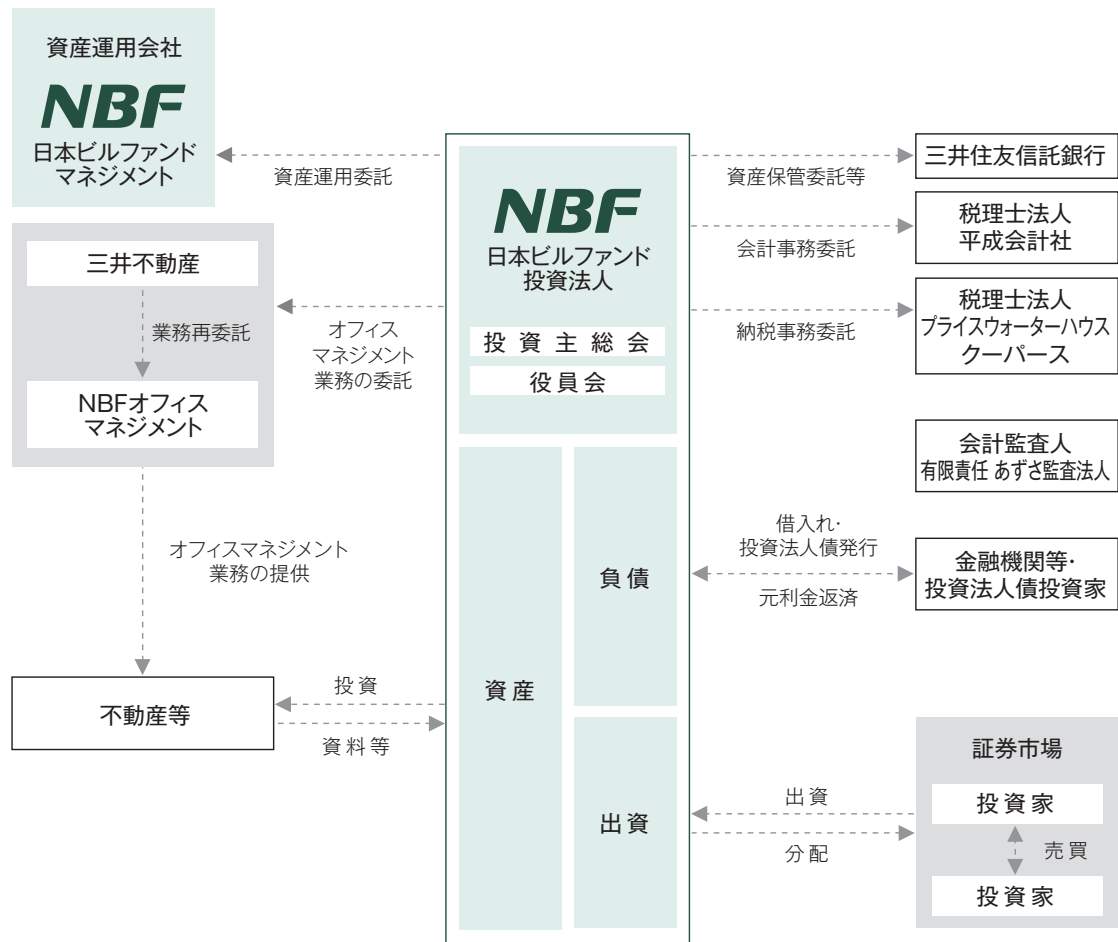 資産運用会社
NBF
日本ビルファンド
マネジメント
資産運用委託
三井不動産
業務再委託
NBFオフィス
マネジメント
オフィス
マネジメント
業務の委託
オフィスマネジメント
業務の提供
不動産等
投資
資料等
NBF
日本ビルファンド
投資法人
投資主総会
役員会
資産
負債
出資
資産保管委託等
三井住友信託銀行
会計事務委託
税理士法人
平成会計社
納税事務委託
税理士法人
プライスウォーターハウス
クーパース
会計監査人
有限責任 あずさ監査法人
借入れ・
投資法人債発行
元利金返済
金融機関等・
投資法人債投資家
出資
分配
証券市場
投資家
売買
投資家